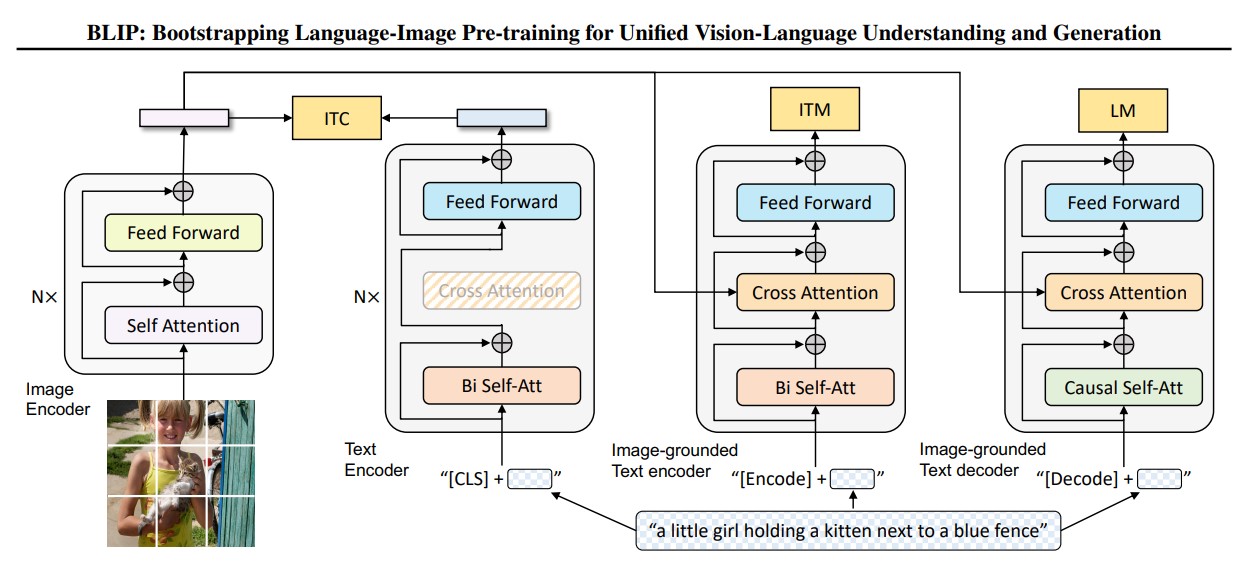 BLIP: Bootstrapping Language-Image Pre-training for Unified Vision-Language Understanding and Generation
ITC
ITM
LM
N×
Feed Forward
Self Attention
Image
Encoder
N×
Feed Forward
Cross Attention
Bi Self-Att
Text
Encoder
“[CLS] + ”
Feed Forward
Cross Attention
Bi Self-Att
Image-grounded
Text encoder
“[Encode] + ”
Feed Forward
Cross Attention
Causal Self-Att
Image-grounded
Text decoder
“[Decode] + ”
“a little girl holding a kitten next to a blue fence”